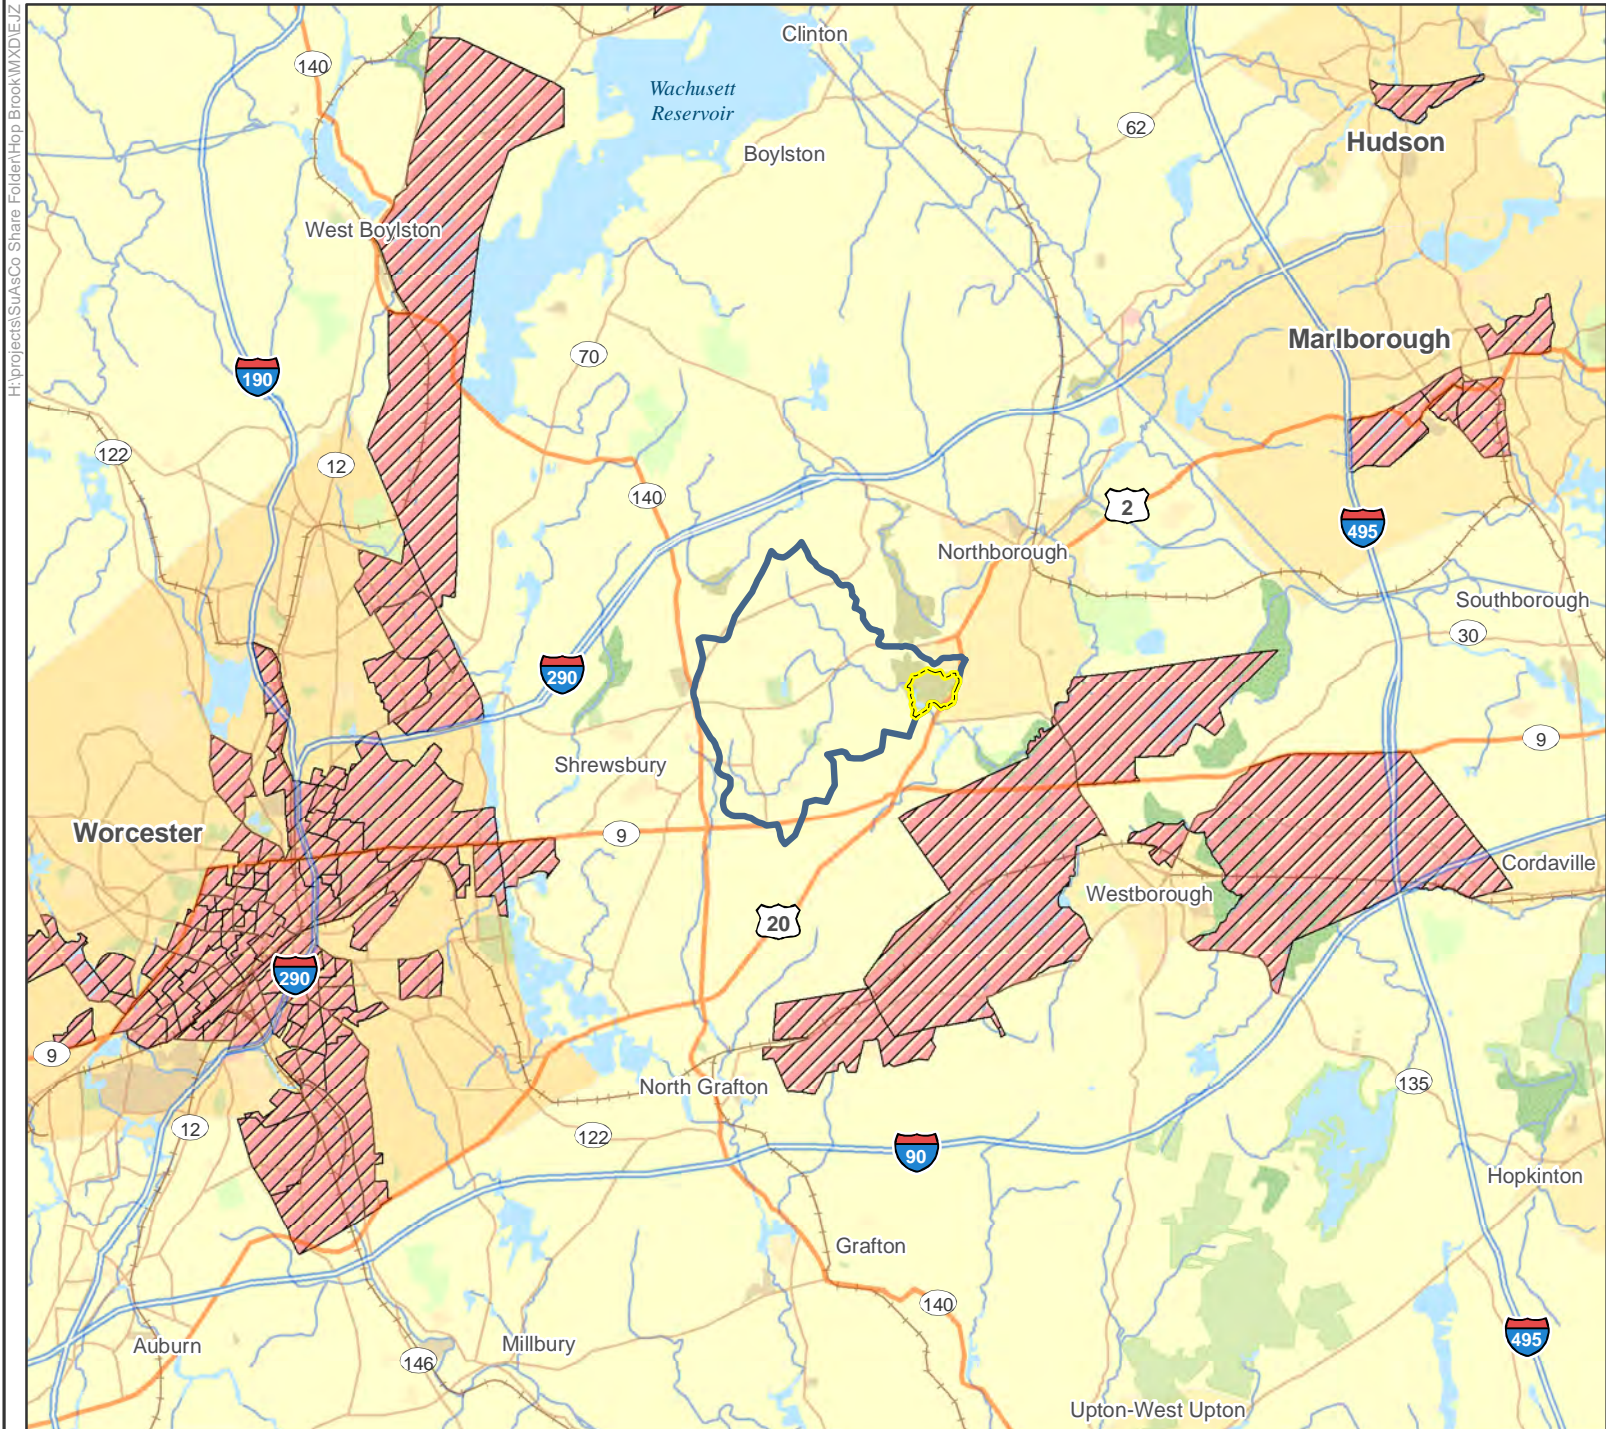 H:\projects\SuAsCo Share Folder\Hop Brook\MXD\EJZ
Clinton
140
Wachusett
Reservoir
62
Hudson
Boylston
West Boylston
Marlborough
70
190
122
12
140
2
495
Northborough
Southborough
30
290
9
Shrewsbury
Worcester
9
Cordaville
Westborough
20
290
9
135
North Grafton
12
122
90
Hopkinton
Grafton
140
495
Auburn
Millbury
146
Upton-West Upton